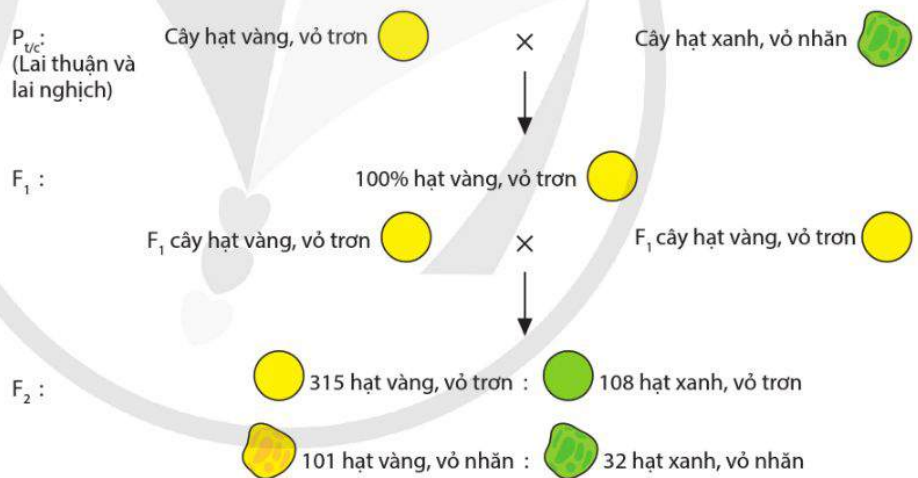 P t/c:
(Lai thuận và
lai nghịch)
Cây hạt vàng, vỏ trơn × Cây hạt xanh, vỏ nhăn
F1 : 100% hạt vàng, vỏ trơn
F1 cây hạt vàng, vỏ trơn × F1 cây hạt vàng, vỏ trơn
F2 : 315 hạt vàng, vỏ trơn : 108 hạt xanh, vỏ trơn
101 hạt vàng, vỏ nhăn : 32 hạt xanh, vỏ nhăn